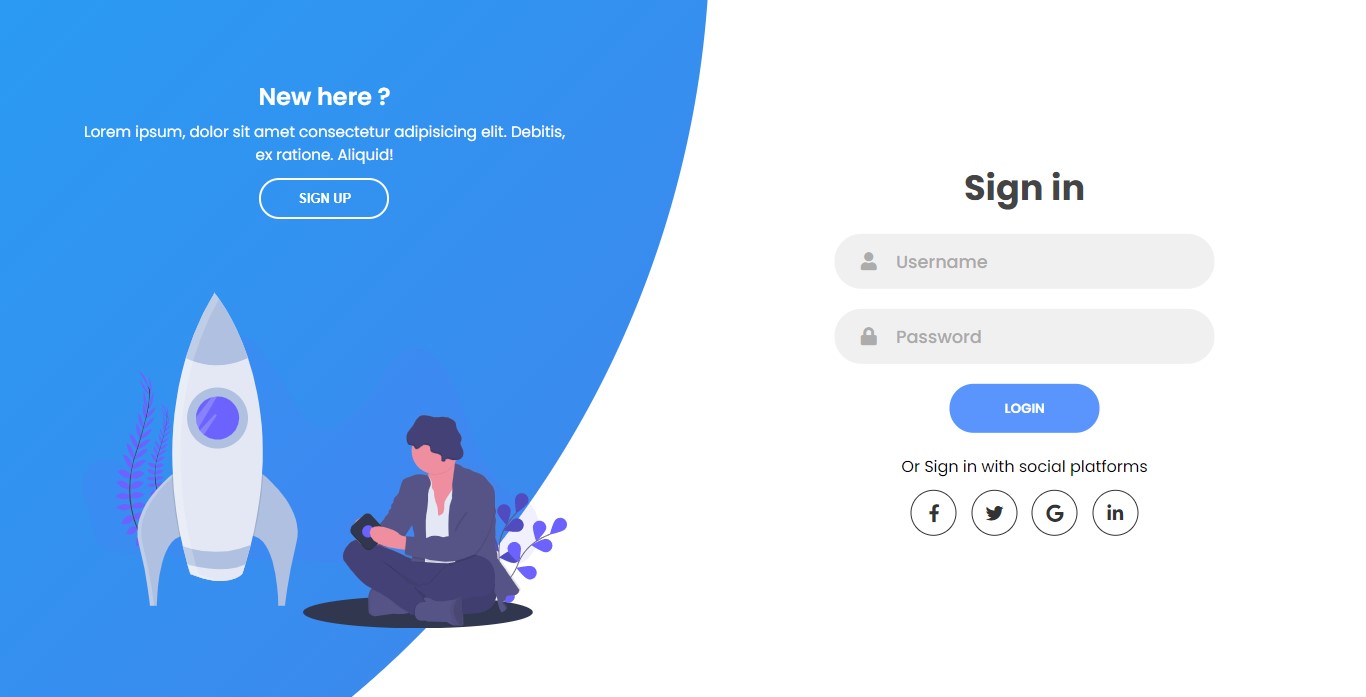 New here ?
Lorem ipsum, dolor sit amet consectetur adipisicing elit. Debitis,
ex ratione. Aliquid!
SIGN UP
Sign in
Username
Password
LOGIN
Or Sign in with social platforms